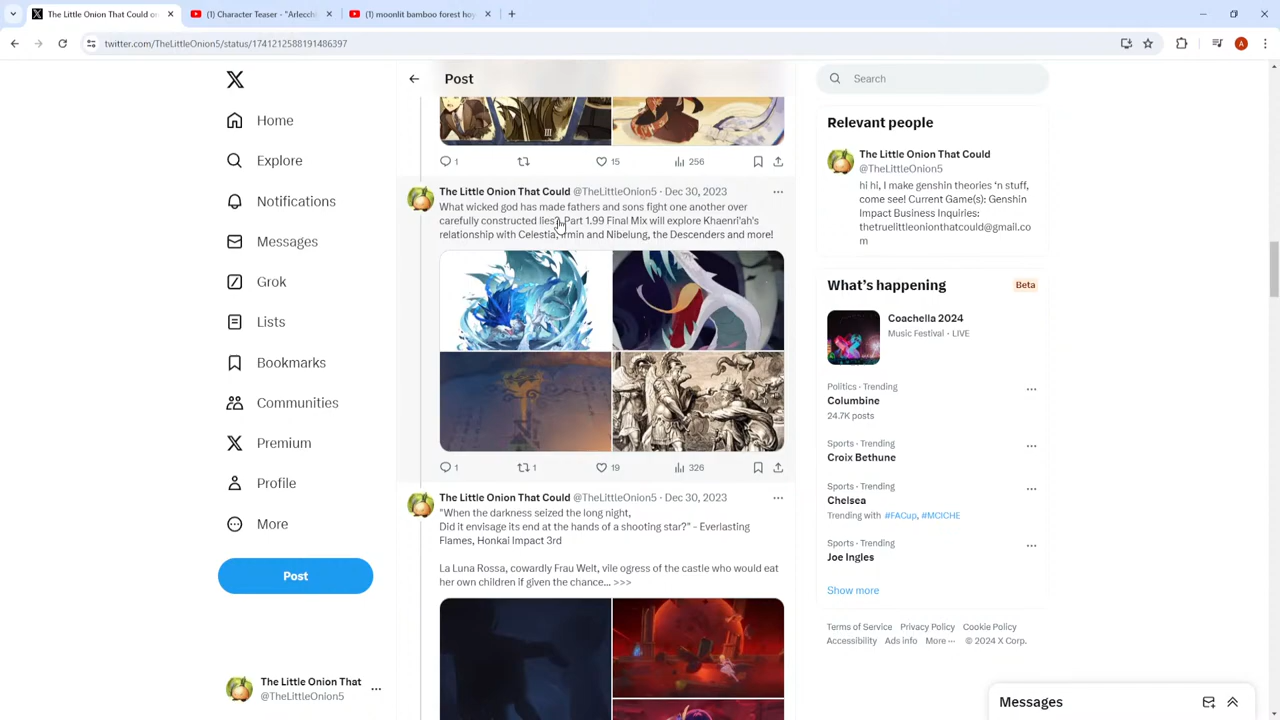 The Little Onion That Could o
(1) Character Teaser - "Arlecch
(1) moonlit bamboo forest ho
twitter.com/TheLittleOnion5/status/1741212588191486397
A
X
Home
Explore
Notifications
Messages
Grok
Lists
Bookmarks
Communities
Premium
Profile
More
Post
The Little Onion That
@TheLittleOnion5
Post
III
1
15
256
The Little Onion That Could @TheLittleOnion5 · Dec 30, 2023
What wicked god has made fathers and sons fight one another over
carefully constructed lies? Part 1.99 Final Mix will explore Khaenri'ah's
relationship with Celestia, Irmin and Nibelung, the Descenders and more!
1
1
19
326
The Little Onion That Could @TheLittleOnion5 · Dec 30, 2023
"When the darkness seized the long night,
Did it envisage its end at the hands of a shooting star?" - Everlasting
Flames, Honkai Impact 3rd
La Luna Rossa, cowardly Frau Welt, vile ogress of the castle who would eat
her own children if given the chance... >>>
Search
Relevant people
The Little Onion That Could
@TheLittleOnion5
hi hi, I make genshin theories 'n stuff,
come see! Current Game(s): Genshin
Impact Business Inquiries:
thetruelittleonionthatcould@gmail.co
m
What's happening
Beta
Coachella 2024
Music Festival · LIVE
Politics · Trending
Columbine
24.7K posts
Sports · Trending
Croix Bethune
Sports · Trending
Chelsea
Trending with #FACup, #MCICHE
Sports · Trending
Joe Ingles
Show more
Terms of Service Privacy Policy Cookie Policy
Accessibility Ads info More ··· © 2024 X Corp.
Messages